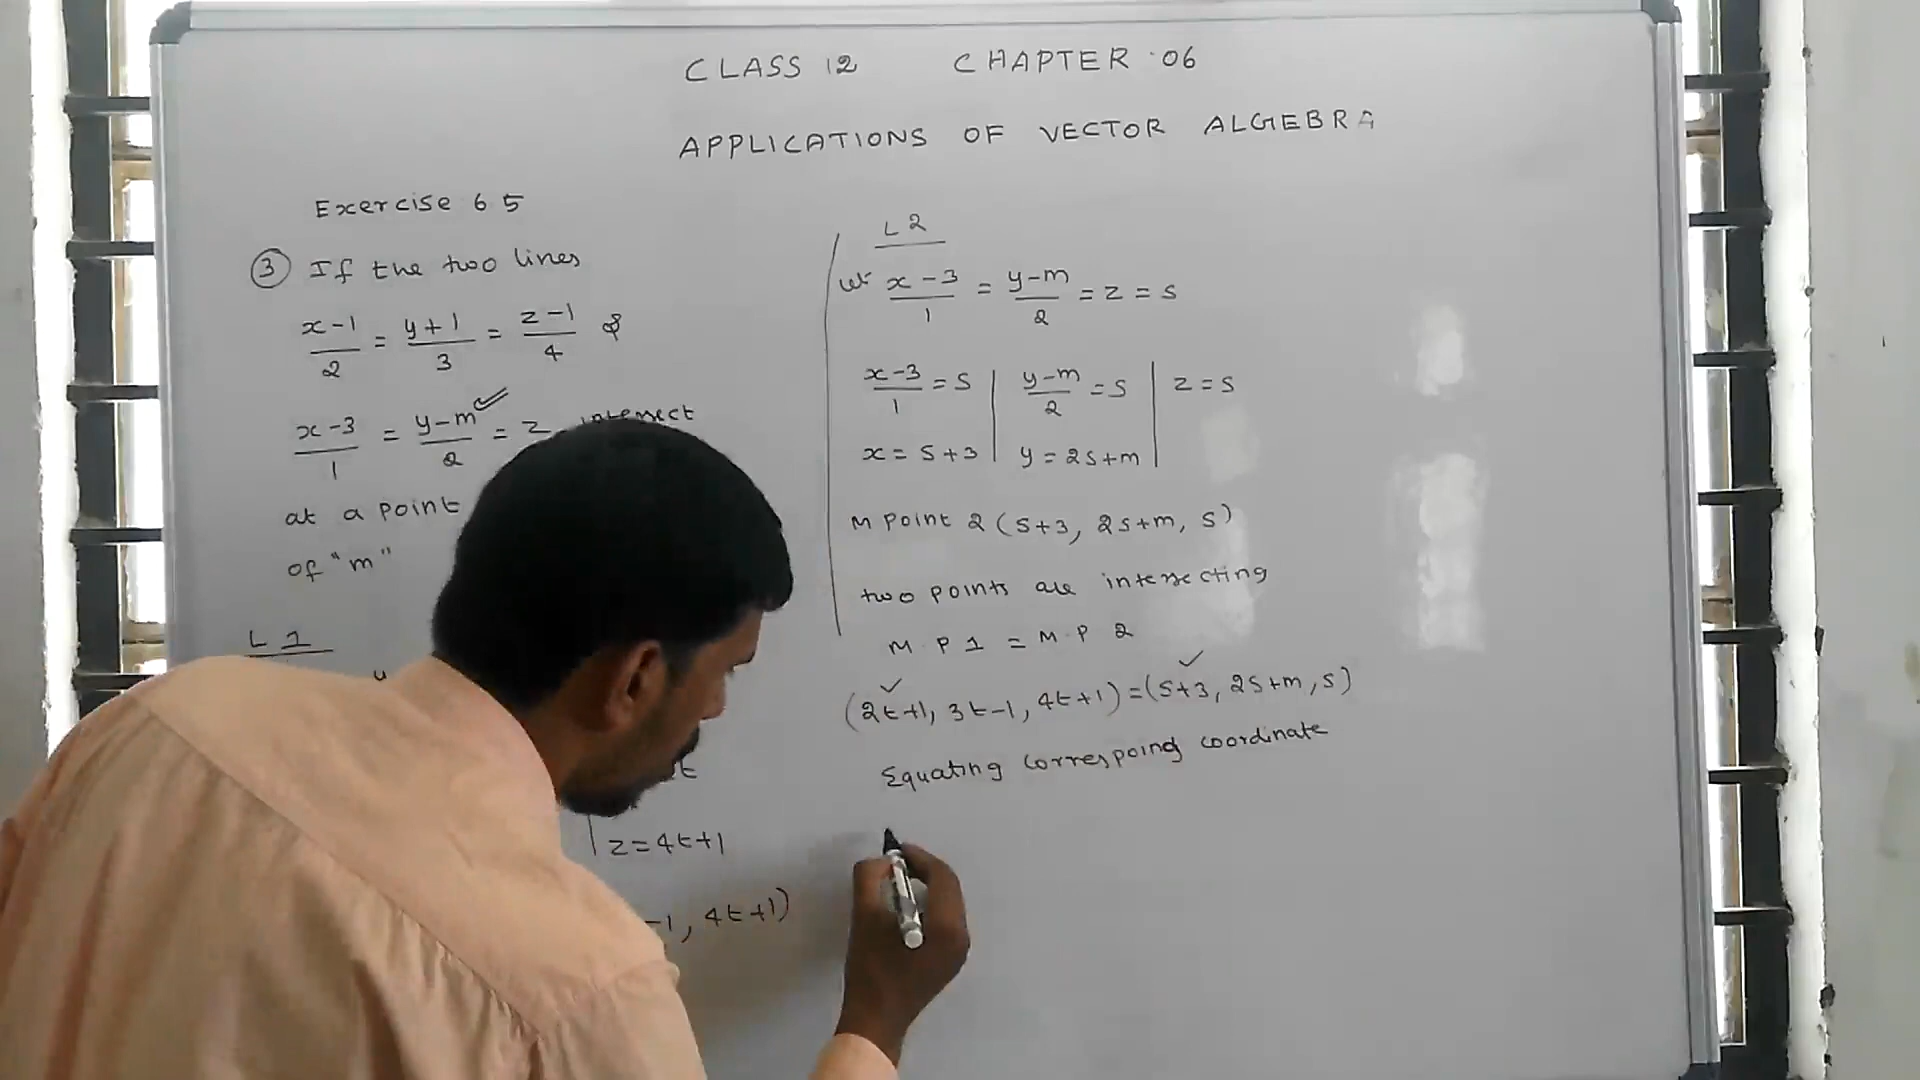 CLASS 12 CHAPTER 06
APPLICATIONS OF VECTOR ALGEBRA
Exercise 6 5
③ If the two lines
x-1/2 = y+1/3 = z-1/4 &
x-3/1 = y-m/2 = z intersect
at a point
of "m"
L 1
z=4t+1
-1, 4t+1)
L 2
let x-3/1 = y-m/2 = z = s
x-3/1 = s | y-m/2 = s | z = s
x = s+3 | y = 2s+m |
M Point 2 (s+3, 2s+m, s)
two points are intersecting
M P 1 = M P 2
(2t+1, 3t-1, 4t+1) = (s+3, 2s+m, s)
Equating correspoing coordinate